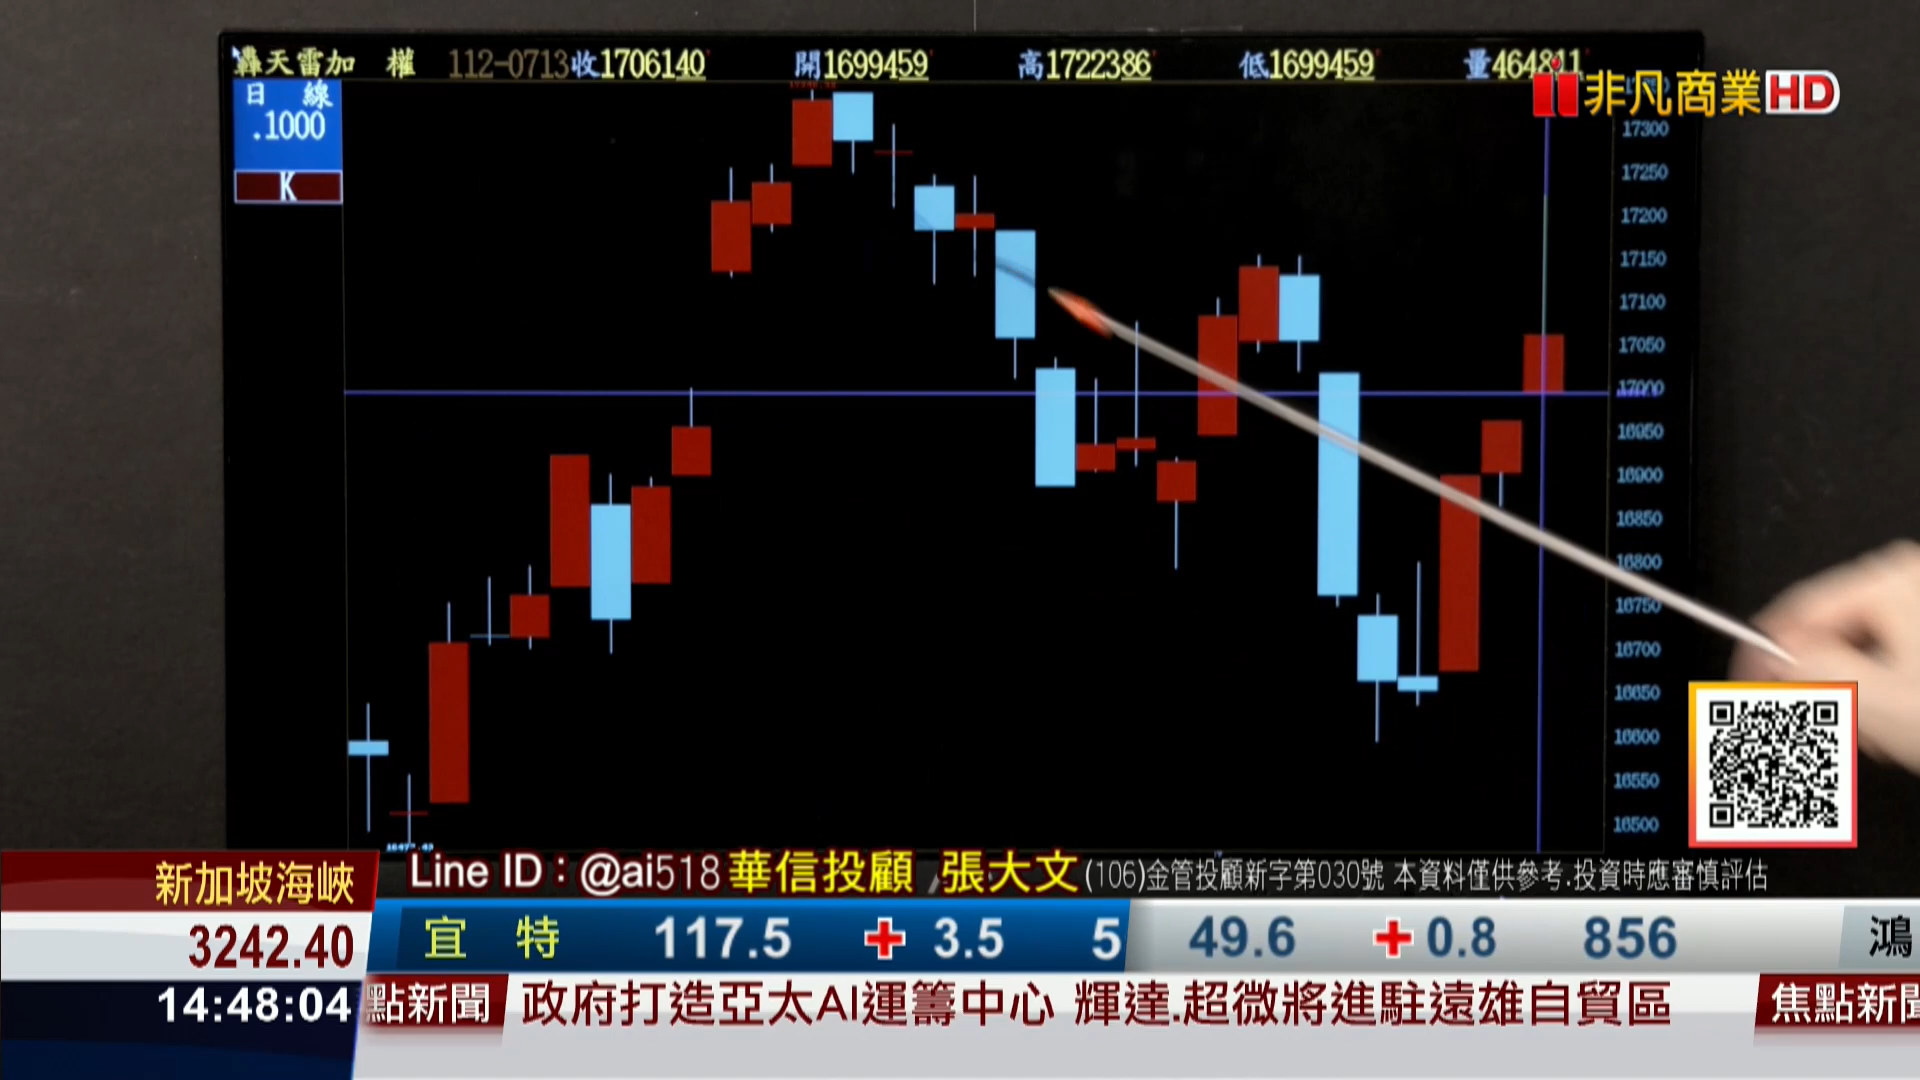 轟天雷加 權 112-0713收1706140 開1699459 高1722386 低1699459 量464811
非凡商業HD
日 線
.1000
K
17300
17250
17200
17150
17100
17050
17000
16950
16900
16850
16800
16750
16700
16650
16600
16550
16500
Line ID：@ai518 華信投顧 張大文 (106)金管投顧新字第030號 本資料僅供參考.投資時應審慎評估
新加坡海峽
3242.40
宜 特 117.5 + 3.5 5 49.6 + 0.8 856 鴻
14:48:04
點新聞 政府打造亞太AI運籌中心 輝達.超微將進駐遠雄自貿區 焦點新聞